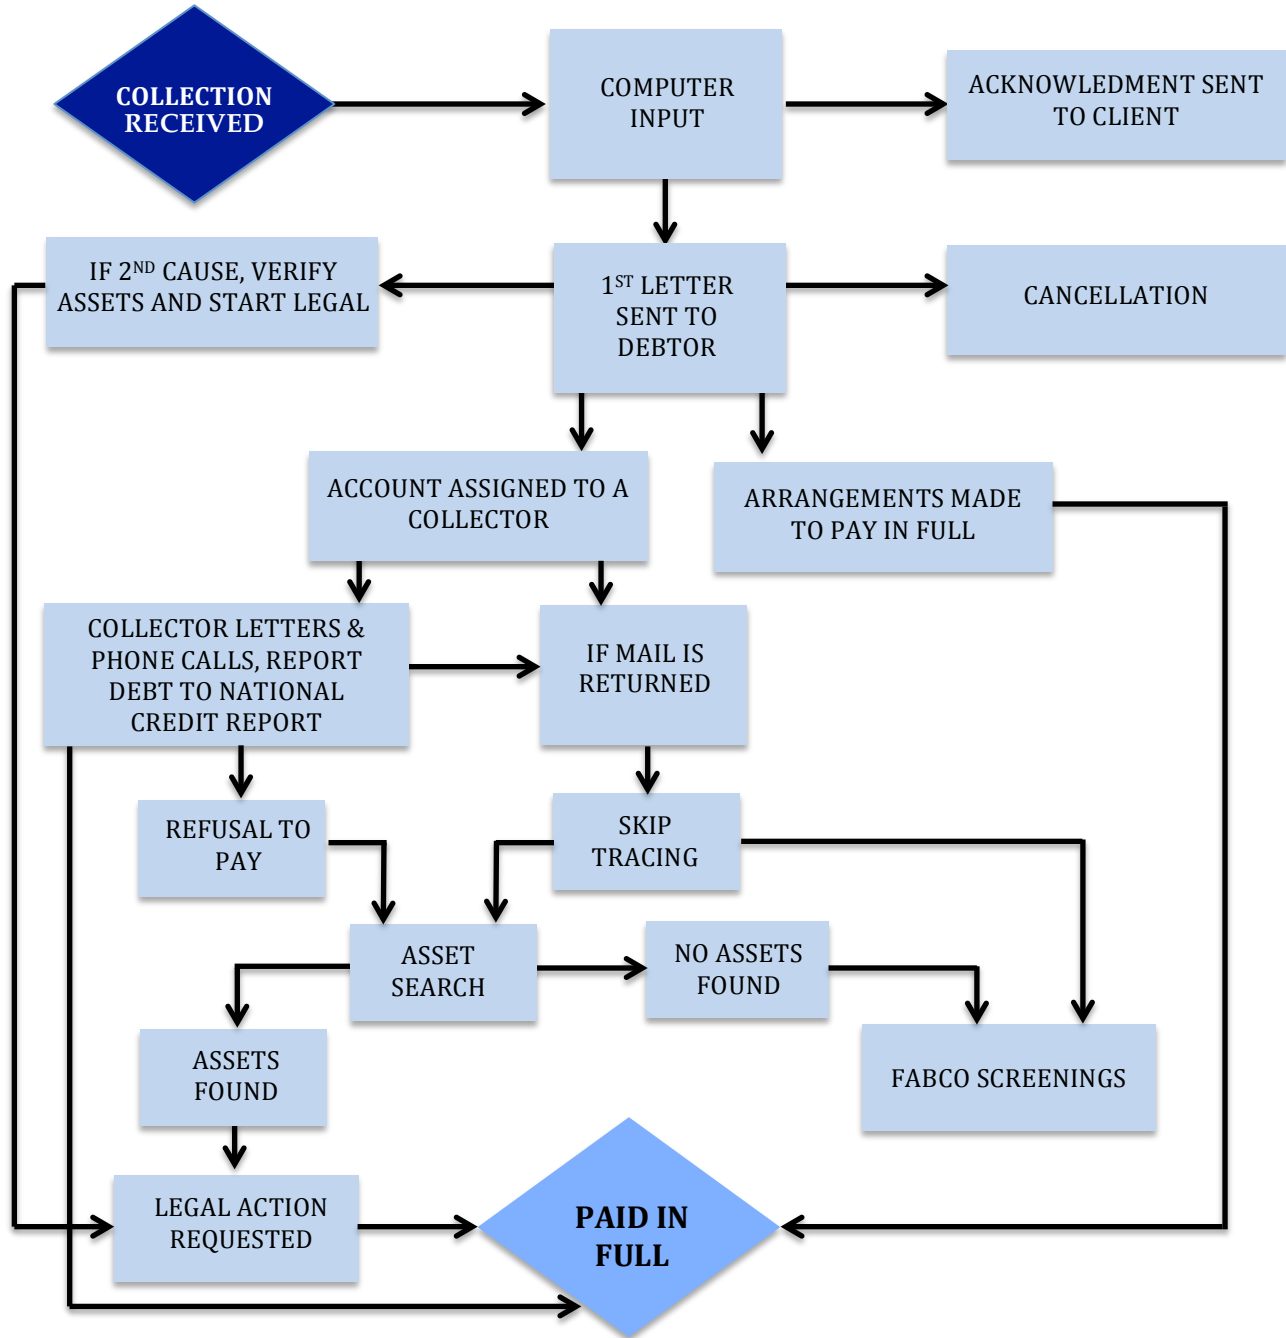 COLLECTION
RECEIVED
COMPUTER
INPUT
ACKNOWLEDMENT SENT
TO CLIENT
IF 2ND CAUSE, VERIFY
ASSETS AND START LEGAL
1ST LETTER
SENT TO
DEBTOR
CANCELLATION
ACCOUNT ASSIGNED TO A
COLLECTOR
ARRANGEMENTS MADE
TO PAY IN FULL
COLLECTOR LETTERS &
PHONE CALLS, REPORT
DEBT TO NATIONAL
CREDIT REPORT
IF MAIL IS
RETURNED
REFUSAL TO
PAY
SKIP
TRACING
ASSET
SEARCH
NO ASSETS
FOUND
ASSETS
FOUND
FABCO SCREENINGS
LEGAL ACTION
REQUESTED
PAID IN
FULL